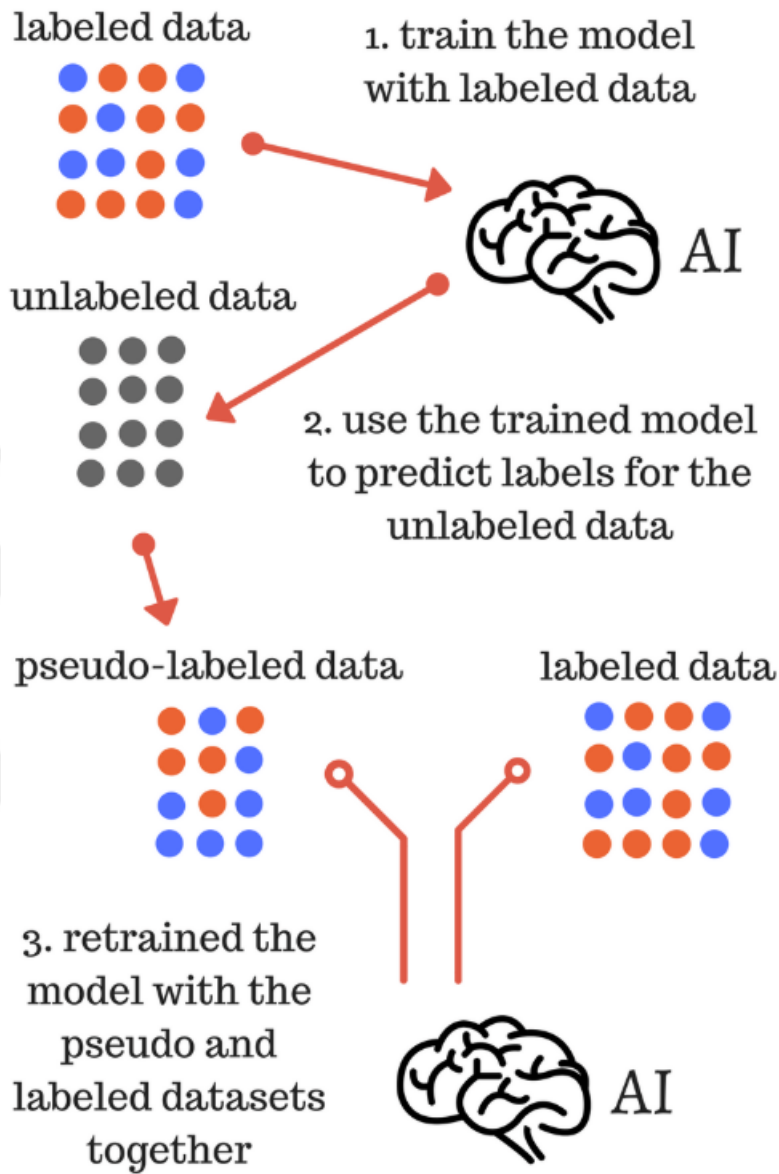 labeled data
1. train the model
with labeled data
AI
unlabeled data
2. use the trained model
to predict labels for the
unlabeled data
pseudo-labeled data
labeled data
3. retrained the
model with the
pseudo and
labeled datasets
together
AI